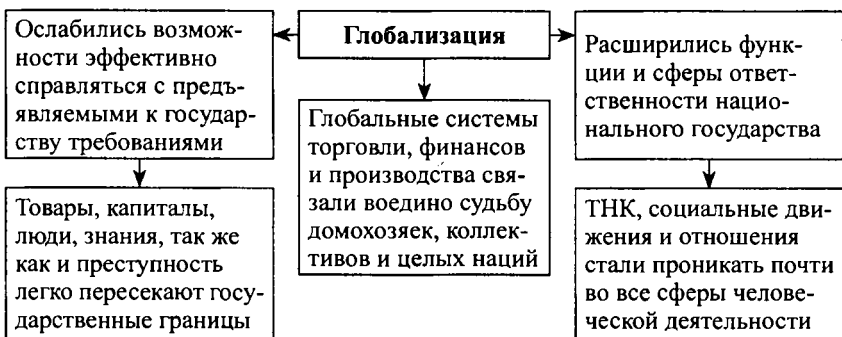 Глобализация
Ослабились возмож-
ности эффективно
справляться с предъ-
являемыми к государ-
ству требованиями
Товары, капиталы,
люди, знания, так же
как и преступность
легко пересекают госу-
дарственные границы
Глобальные системы
торговли, финансов
и производства свя-
зали воедино судьбу
домохозяек, коллек-
тивов и целых наций
Расширились функ-
ции и сферы ответ-
ственности нацио-
нального государства
ТНК, социальные дви-
жения и отношения
стали проникать почти
во все сферы челове-
ческой деятельности